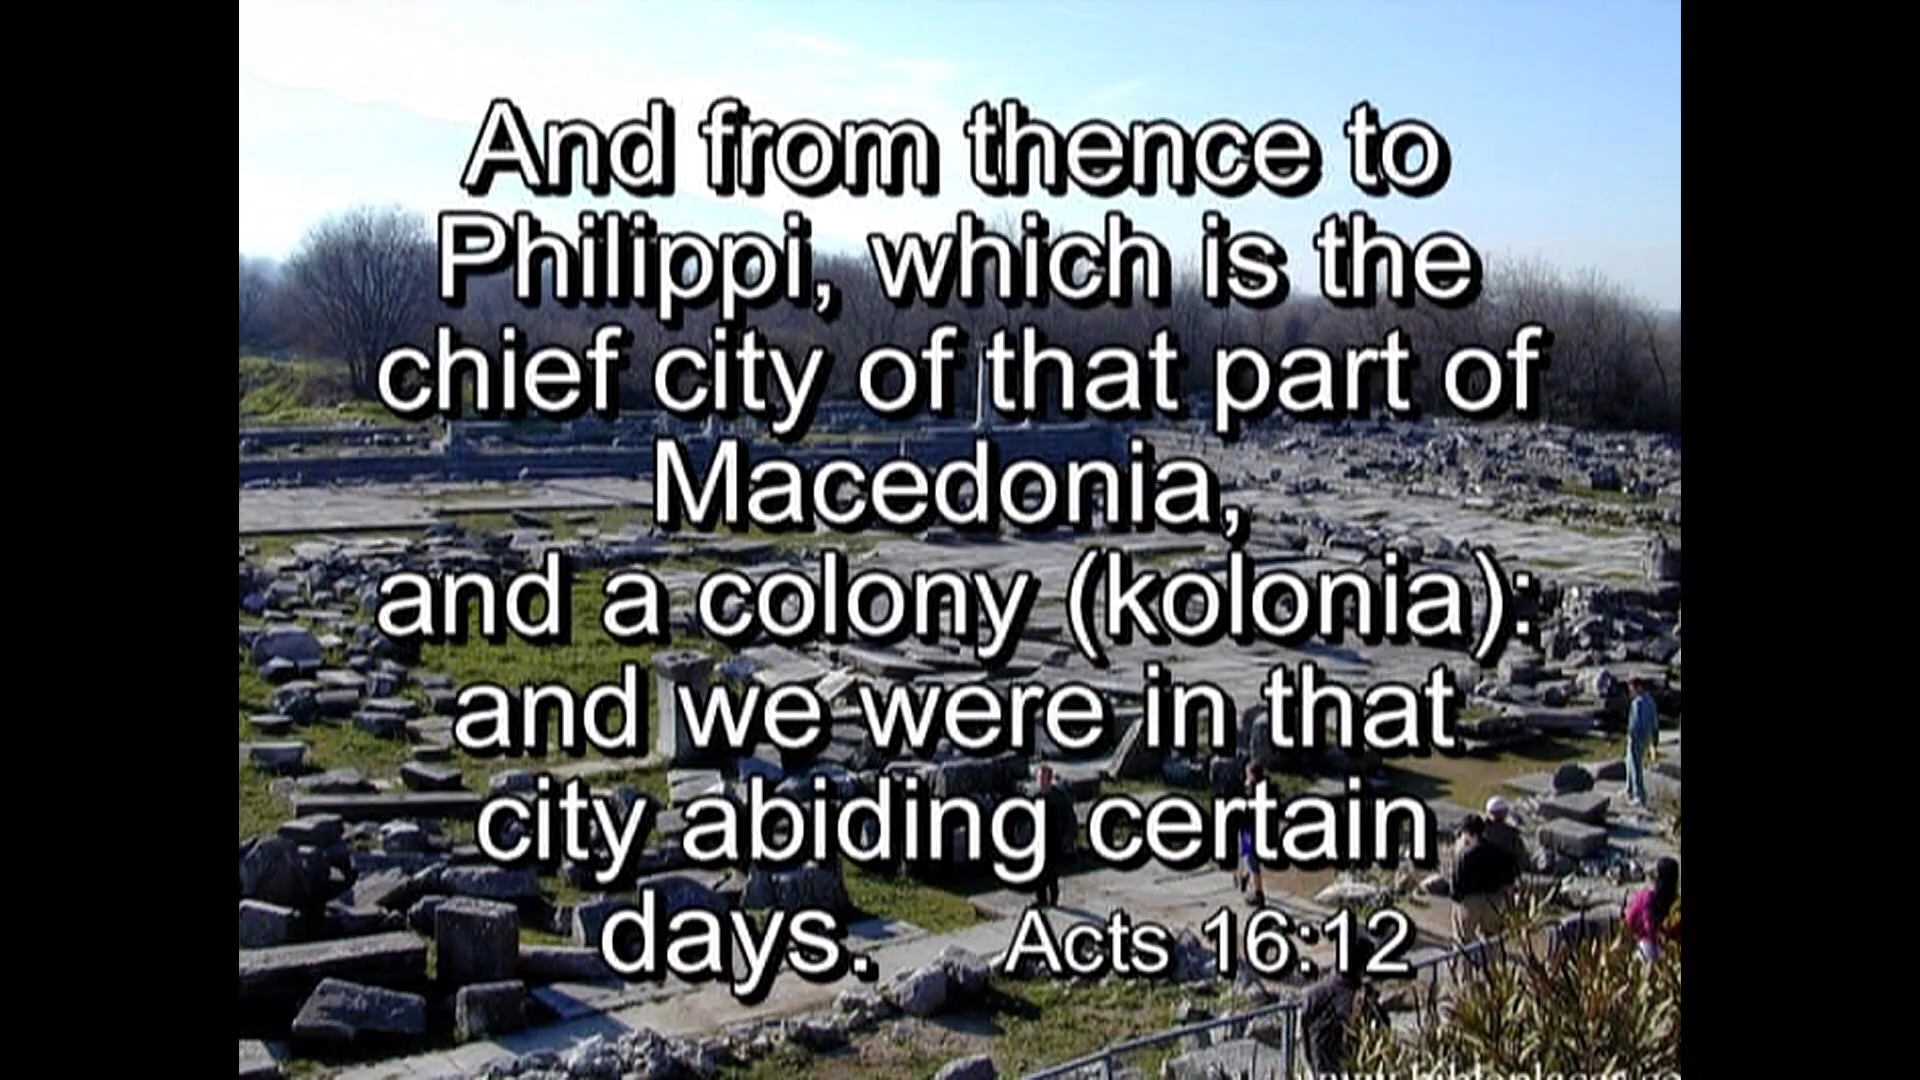 And from thence to
Philippi, which is the
chief city of that part of
Macedonia,
and a colony (kolonia):
and we were in that
city abiding certain
days. Acts 16:12